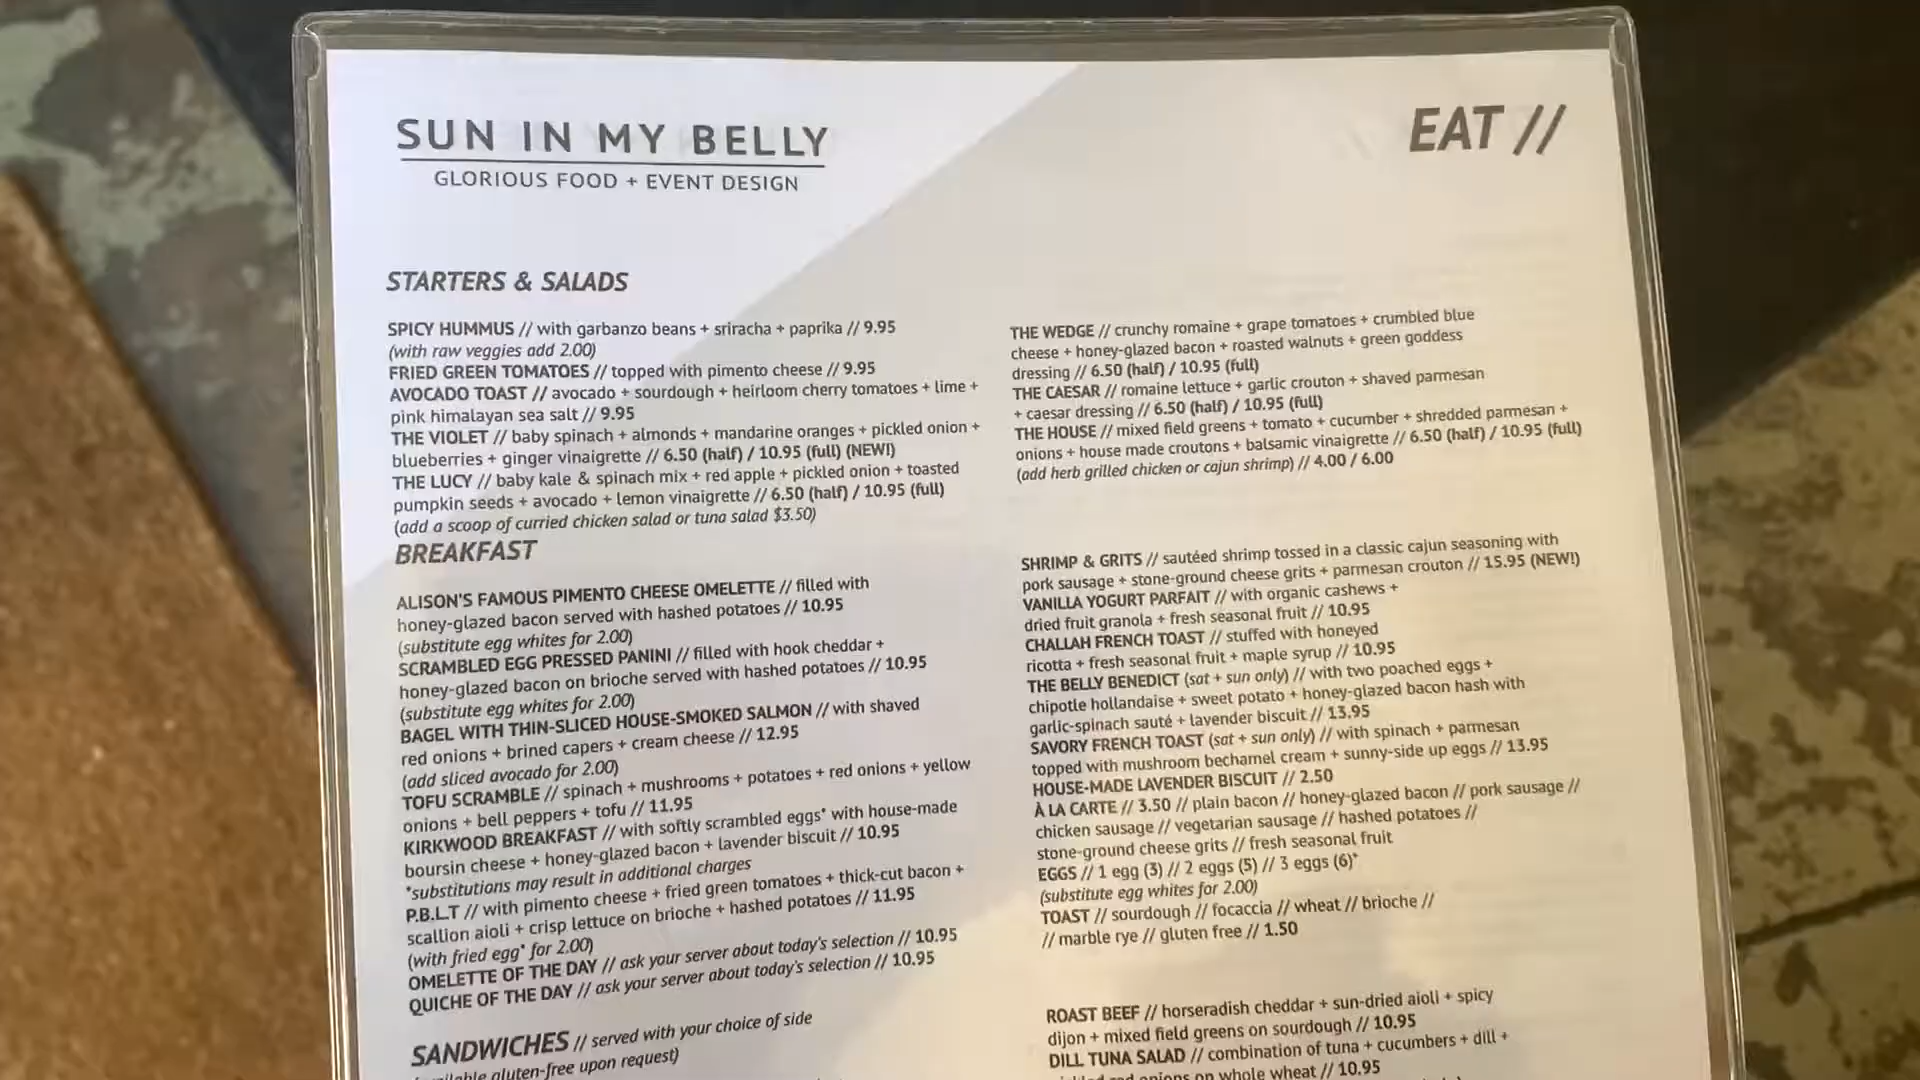 SUN IN MY BELLY
GLORIOUS FOOD + EVENT DESIGN
EAT //
STARTERS & SALADS
SPICY HUMMUS // with garbanzo beans + sriracha + paprika // 9.95
(with raw veggies add 2.00)
FRIED GREEN TOMATOES // topped with pimento cheese // 9.95
AVOCADO TOAST // avocado + sourdough + heirloom cherry tomatoes + lime +
pink himalayan sea salt // 9.95
THE VIOLET // baby spinach + almonds + mandarine oranges + pickled onion +
blueberries + ginger vinaigrette // 6.50 (half) / 10.95 (full) (NEW!)
THE LUCY // baby kale & spinach mix + red apple + pickled onion + toasted
pumpkin seeds + avocado + lemon vinaigrette // 6.50 (half) / 10.95 (full)
(add a scoop of curried chicken salad or tuna salad $3.50)
THE WEDGE // crunchy romaine + grape tomatoes + crumbled blue
cheese + honey-glazed bacon + roasted walnuts + green goddess
dressing // 6.50 (half) / 10.95 (full)
THE CAESAR // romaine lettuce + garlic crouton + shaved parmesan
+ caesar dressing // 6.50 (half) / 10.95 (full)
THE HOUSE // mixed field greens + tomato + cucumber + shredded parmesan +
onions + house made croutons + balsamic vinaigrette // 6.50 (half) / 10.95 (full)
(add herb grilled chicken or cajun shrimp) // 4.00 / 6.00
BREAKFAST
ALISON'S FAMOUS PIMENTO CHEESE OMELETTE // filled with
honey-glazed bacon served with hashed potatoes // 10.95
(substitute egg whites for 2.00)
SCRAMBLED EGG PRESSED PANINI // filled with hook cheddar +
honey-glazed bacon on brioche served with hashed potatoes // 10.95
(substitute egg whites for 2.00)
BAGEL WITH THIN-SLICED HOUSE-SMOKED SALMON // with shaved
red onions + brined capers + cream cheese // 12.95
(add sliced avocado for 2.00)
TOFU SCRAMBLE // spinach + mushrooms + potatoes + red onions + yellow
onions + bell peppers + tofu // 11.95
KIRKWOOD BREAKFAST // with softly scrambled eggs* with house-made
boursin cheese + honey-glazed bacon + lavender biscuit // 10.95
*substitutions may result in additional charges
P.B.L.T // with pimento cheese + fried green tomatoes + thick-cut bacon +
scallion aioli + crisp lettuce on brioche + hashed potatoes // 11.95
(with fried egg* for 2.00)
OMELETTE OF THE DAY // ask your server about today's selection // 10.95
QUICHE OF THE DAY // ask your server about today's selection // 10.95
SHRIMP & GRITS // sautéed shrimp tossed in a classic cajun seasoning with
pork sausage + stone-ground cheese grits + parmesan crouton // 15.95 (NEW!)
VANILLA YOGURT PARFAIT // with organic cashews +
dried fruit granola + fresh seasonal fruit // 10.95
CHALLAH FRENCH TOAST // stuffed with honeyed
ricotta + fresh seasonal fruit + maple syrup // 10.95
THE BELLY BENEDICT (sat + sun only) // with two poached eggs +
chipotle hollandaise + sweet potato + honey-glazed bacon hash with
garlic-spinach sauté + lavender biscuit // 13.95
SAVORY FRENCH TOAST (sat + sun only) // with spinach + parmesan
topped with mushroom bechamel cream + sunny-side up eggs // 13.95
HOUSE-MADE LAVENDER BISCUIT // 2.50
À LA CARTE // 3.50 // plain bacon // honey-glazed bacon // pork sausage //
chicken sausage // vegetarian sausage // hashed potatoes //
stone-ground cheese grits // fresh seasonal fruit
EGGS // 1 egg (3) // 2 eggs (5) // 3 eggs (6)*
(substitute egg whites for 2.00)
TOAST // sourdough // focaccia // wheat // brioche //
// marble rye // gluten free // 1.50
SANDWICHES // served with your choice of side
gluten-free upon request)
ROAST BEEF // horseradish cheddar + sun-dried aioli + spicy
dijon + mixed field greens on sourdough // 10.95
DILL TUNA SALAD // combination of tuna + cucumbers + dill +
red onions on whole wheat // 10.95